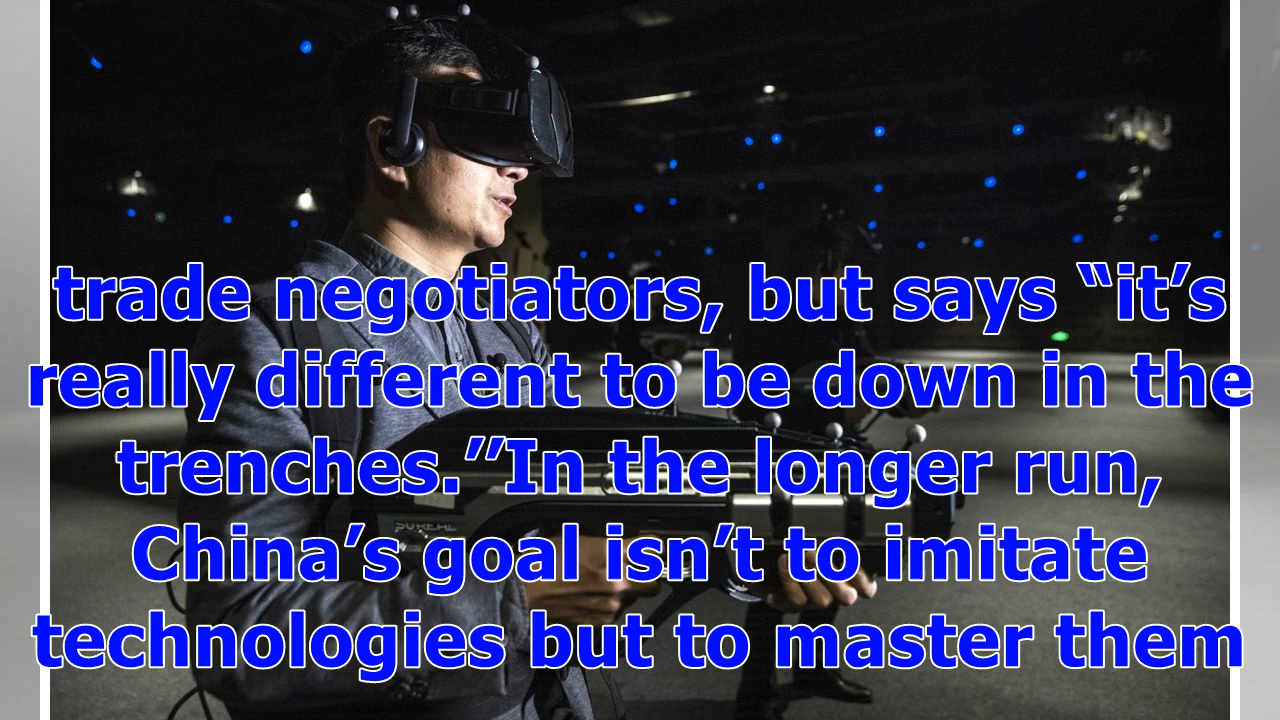 trade negotiators, but says “it’s
really different to be down in the
trenches.”In the longer run,
China’s goal isn’t to imitate
technologies but to master them
SUREAL